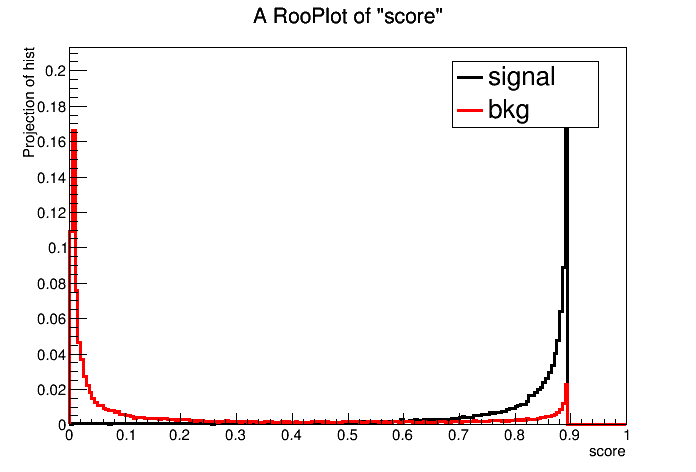 A RooPlot of "score"
Projection of hist
signal
bkg
0.2
0.18
0.16
0.14
0.12
0.1
0.08
0.06
0.04
0.02
0
0 0.1 0.2 0.3 0.4 0.5 0.6 0.7 0.8 0.9 1
score